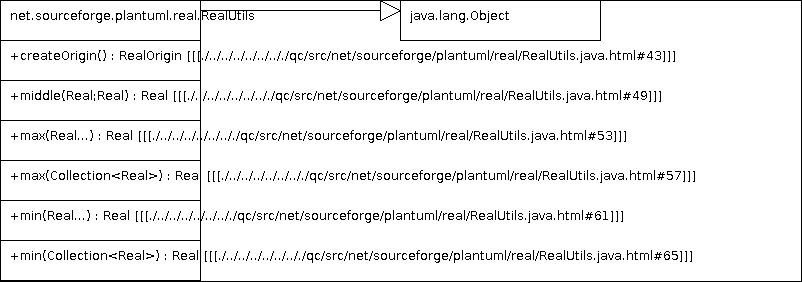 net.sourceforge.plantuml.real.RealUtils
java.lang.Object
+createOrigin() : RealOrigin [[[./../../../../../../../qc/src/net/sourceforge/plantuml/real/RealUtils.java.html#43]]]
+middle(Real;Real) : Real [[[./../../../../../../../qc/src/net/sourceforge/plantuml/real/RealUtils.java.html#49]]]
+max(Real...) : Real [[[./../../../../../../../qc/src/net/sourceforge/plantuml/real/RealUtils.java.html#53]]]
+max(Collection<Real>) : Real [[[./../../../../../../../qc/src/net/sourceforge/plantuml/real/RealUtils.java.html#57]]]
+min(Real...) : Real [[[./../../../../../../../qc/src/net/sourceforge/plantuml/real/RealUtils.java.html#61]]]
+min(Collection<Real>) : Real [[[./../../../../../../../qc/src/net/sourceforge/plantuml/real/RealUtils.java.html#65]]]